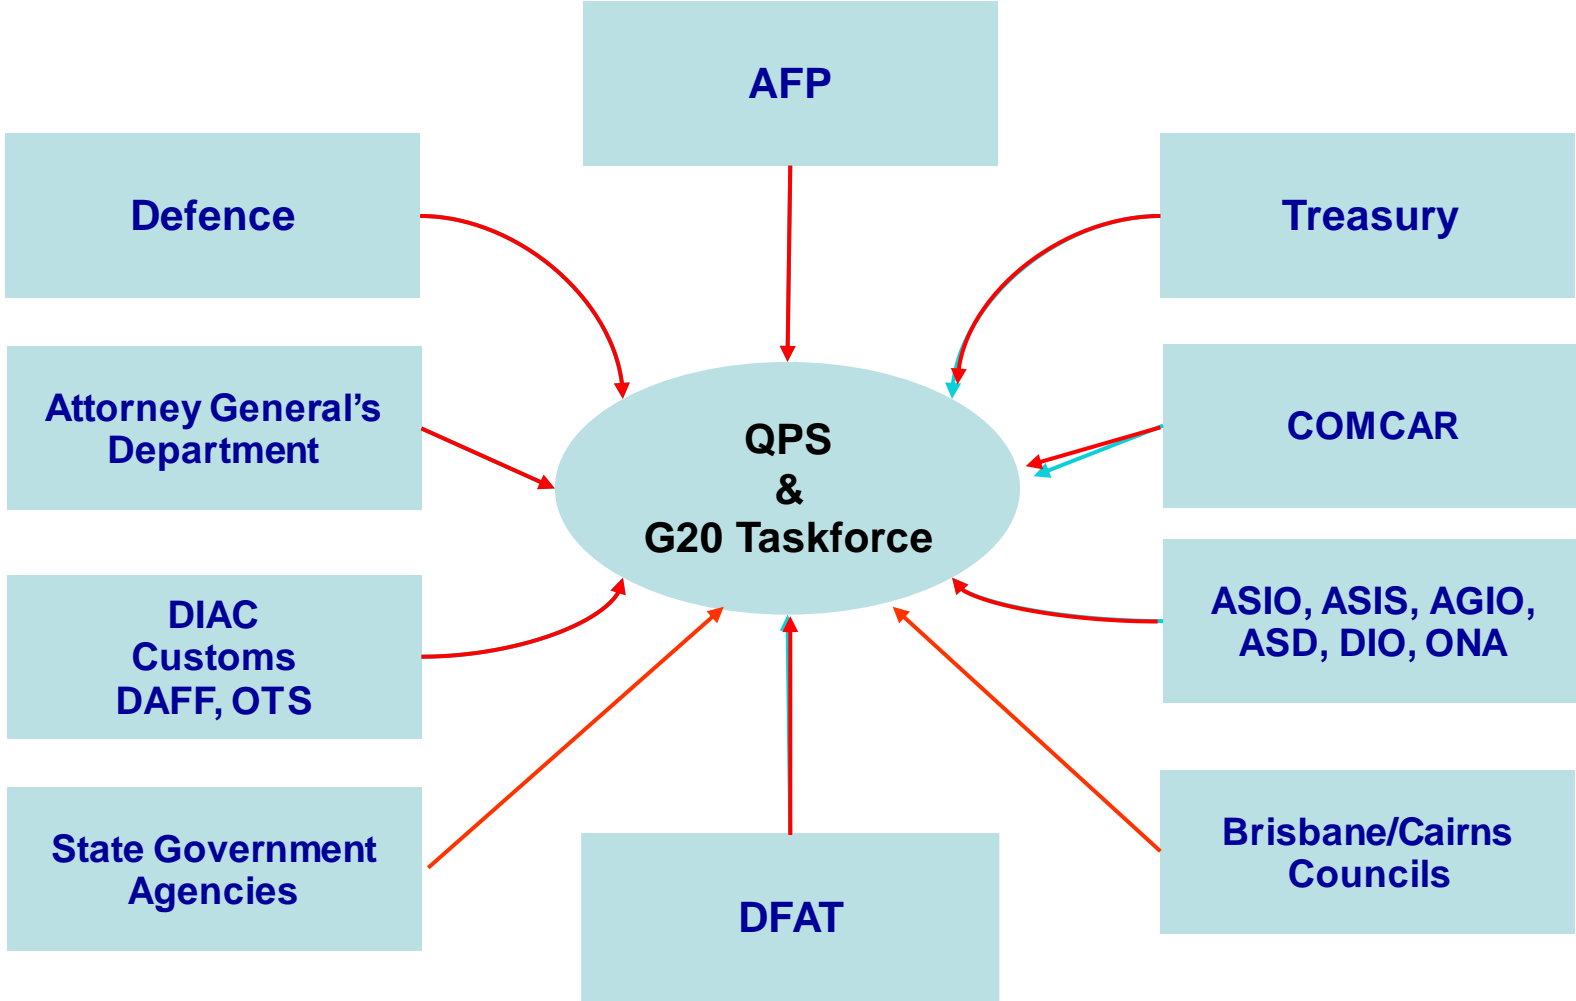 AFP
Defence
Treasury
Attorney General's
Department
COMCAR
QPS
&
G20 Taskforce
DIAC
Customs
DAFF, OTS
ASIO, ASIS, AGIO,
ASD, DIO, ONA
State Government
Agencies
DFAT
Brisbane/Cairns
Councils